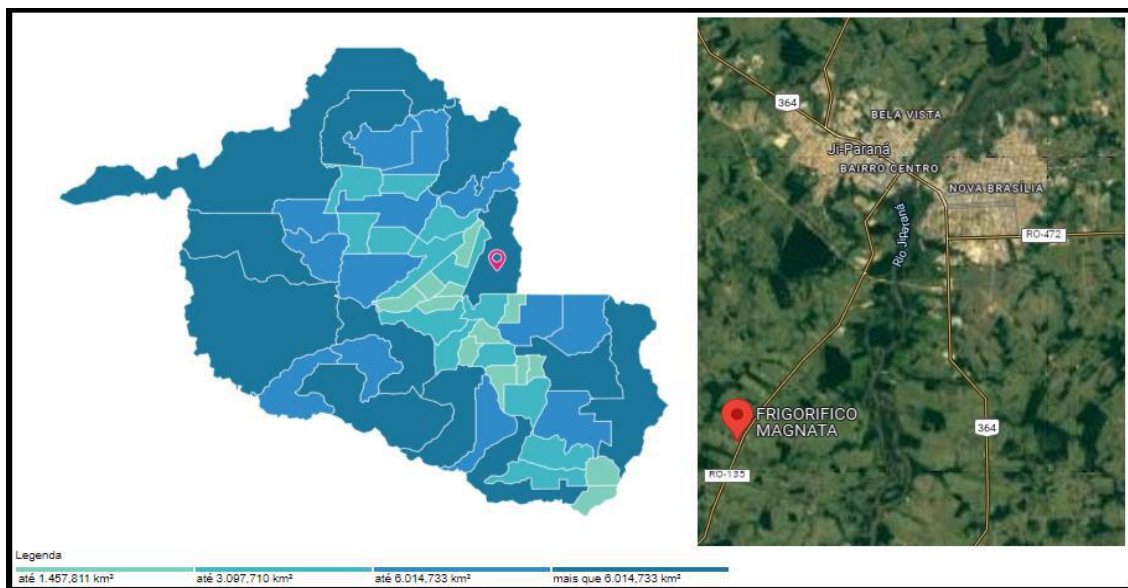 364
BELA VISTA
Ji-Paraná
BAIRRO CENTRO
NOVA BRASÍLIA
Rio Ji-Paraná
RO-472
FRIGORIFICO
MAGNATA
364
RO-135
Legenda
até 1.457,811 km²
até 3.097,710 km²
até 6.014,733 km²
mais que 6.014,733 km²